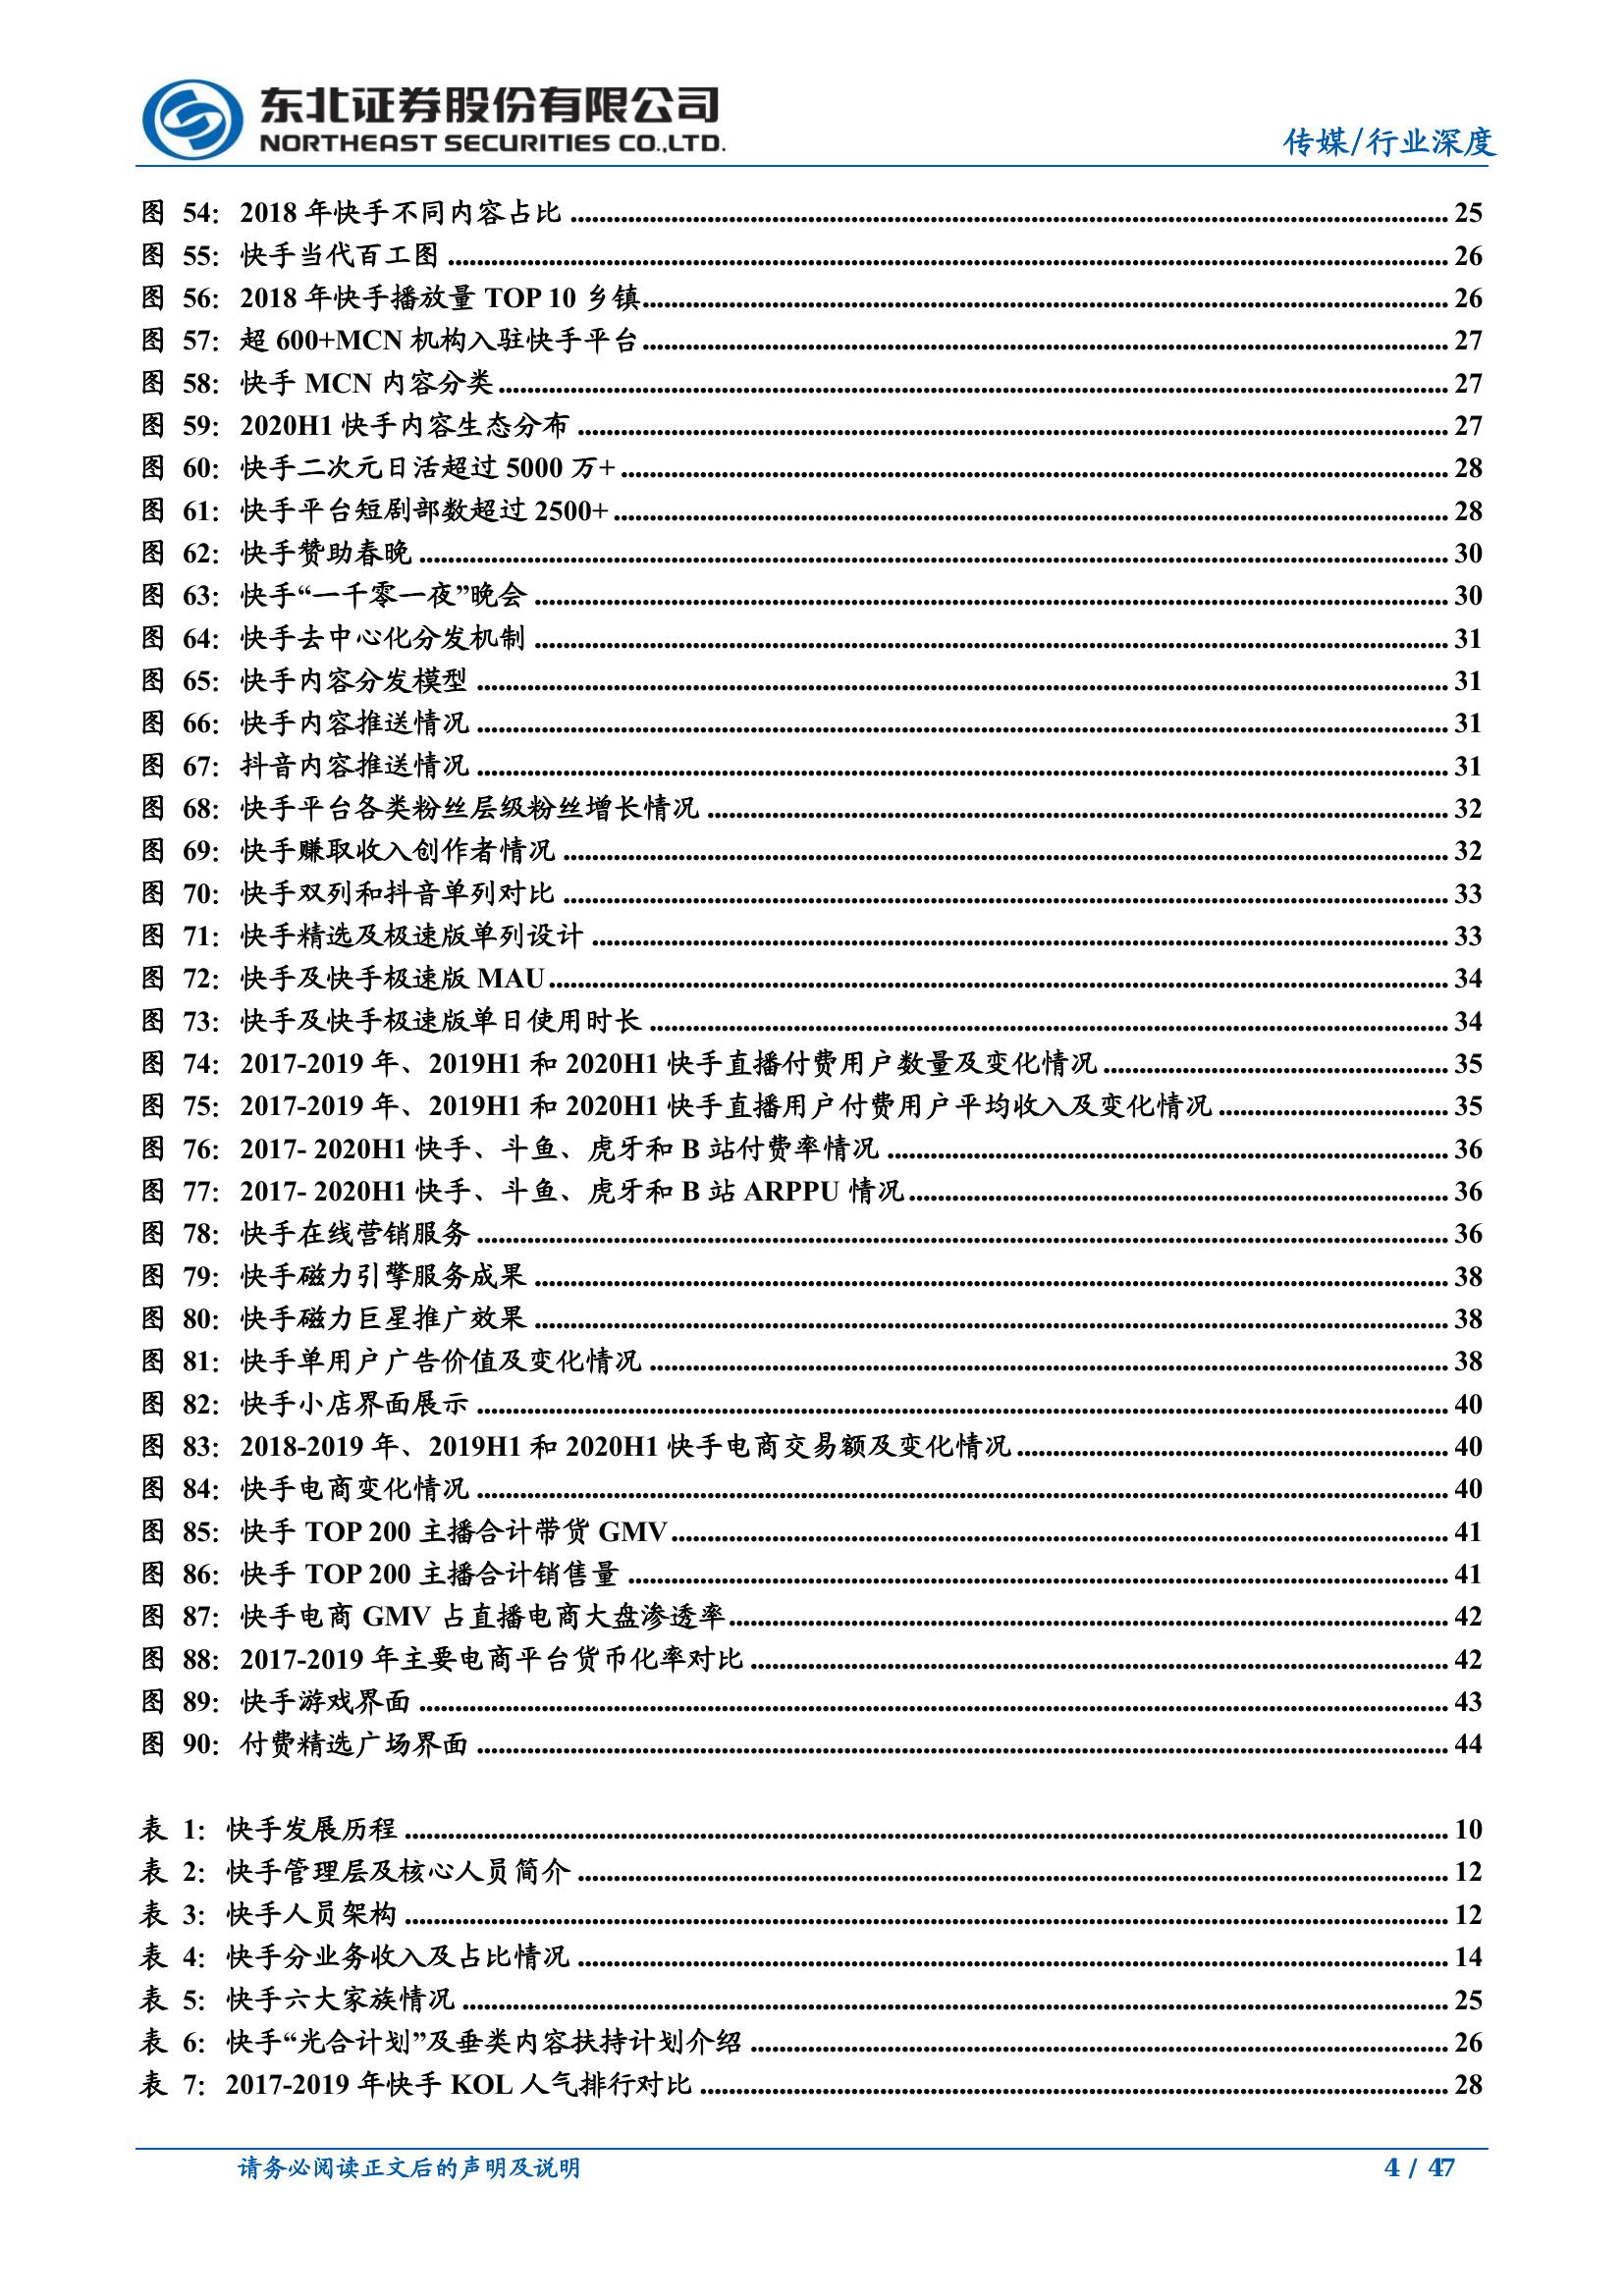 东北证券股份有限公司
NORTHEAST SECURITIES CO.,LTD.
传媒/行业深度
图 54: 2018 年快手不同内容占比 ........ 25
图 55: 快手当代百工图 ........ 26
图 56: 2018 年快手播放量 TOP 10 乡镇 ........ 26
图 57: 超 600+MCN 机构入驻快手平台 ........ 27
图 58: 快手 MCN 内容分类 ........ 27
图 59: 2020H1 快手内容生态分布 ........ 27
图 60: 快手二次元日活超过 5000 万+ ........ 28
图 61: 快手平台短剧部数超过 2500+ ........ 28
图 62: 快手赞助春晚 ........ 30
图 63: 快手“一千零一夜”晚会 ........ 30
图 64: 快手去中心化分发机制 ........ 31
图 65: 快手内容分发模型 ........ 31
图 66: 快手内容推送情况 ........ 31
图 67: 抖音内容推送情况 ........ 31
图 68: 快手平台各类粉丝层级粉丝增长情况 ........ 32
图 69: 快手赚取收入创作者情况 ........ 32
图 70: 快手双列和抖音单列对比 ........ 33
图 71: 快手精选及极速版单列设计 ........ 33
图 72: 快手及快手极速版 MAU ........ 34
图 73: 快手及快手极速版单日使用时长 ........ 34
图 74: 2017-2019 年、2019H1 和 2020H1 快手直播付费用户数量及变化情况 ........ 35
图 75: 2017-2019 年、2019H1 和 2020H1 快手直播用户付费用户平均收入及变化情况 ........ 35
图 76: 2017- 2020H1 快手、斗鱼、虎牙和 B 站付费率情况 ........ 36
图 77: 2017- 2020H1 快手、斗鱼、虎牙和 B 站 ARPPU 情况 ........ 36
图 78: 快手在线营销服务 ........ 36
图 79: 快手磁力引擎服务成果 ........ 38
图 80: 快手磁力巨星推广效果 ........ 38
图 81: 快手单用户广告价值及变化情况 ........ 38
图 82: 快手小店界面展示 ........ 40
图 83: 2018-2019 年、2019H1 和 2020H1 快手电商交易额及变化情况 ........ 40
图 84: 快手电商变化情况 ........ 40
图 85: 快手 TOP 200 主播合计带货 GMV ........ 41
图 86: 快手 TOP 200 主播合计销售量 ........ 41
图 87: 快手电商 GMV 占直播电商大盘渗透率 ........ 42
图 88: 2017-2019 年主要电商平台货币化率对比 ........ 42
图 89: 快手游戏界面 ........ 43
图 90: 付费精选广场界面 ........ 44
表 1: 快手发展历程 ........ 10
表 2: 快手管理层及核心人员简介 ........ 12
表 3: 快手人员架构 ........ 12
表 4: 快手分业务收入及占比情况 ........ 14
表 5: 快手六大家族情况 ........ 25
表 6: 快手“光合计划”及垂类内容扶持计划介绍 ........ 26
表 7: 2017-2019 年快手 KOL 人气排行对比 ........ 28
请务必阅读正文后的声明及说明
4 / 47